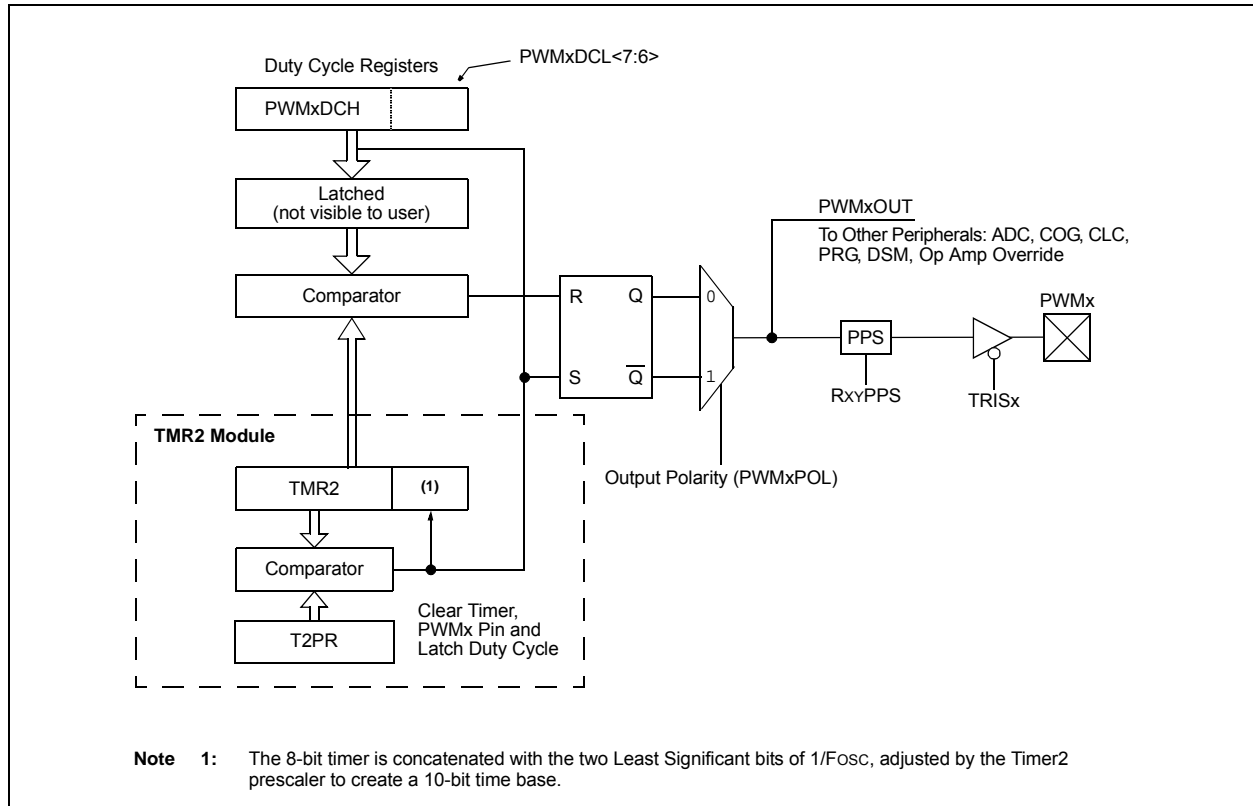 Duty Cycle Registers
PWMxDCL<7:6>
PWMxDCH
Latched
(not visible to user)
Comparator
R
Q
S
Q̅
0
1
PWMxOUT
To Other Peripherals: ADC, COG, CLC,
PRG, DSM, Op Amp Override
PPS
RXYPPS
TRISx
PWMx
Output Polarity (PWMxPOL)
TMR2 Module
TMR2
(1)
Comparator
T2PR
Clear Timer,
PWMx Pin and
Latch Duty Cycle
Note 1: The 8-bit timer is concatenated with the two Least Significant bits of 1/FOSC, adjusted by the Timer2
prescaler to create a 10-bit time base.